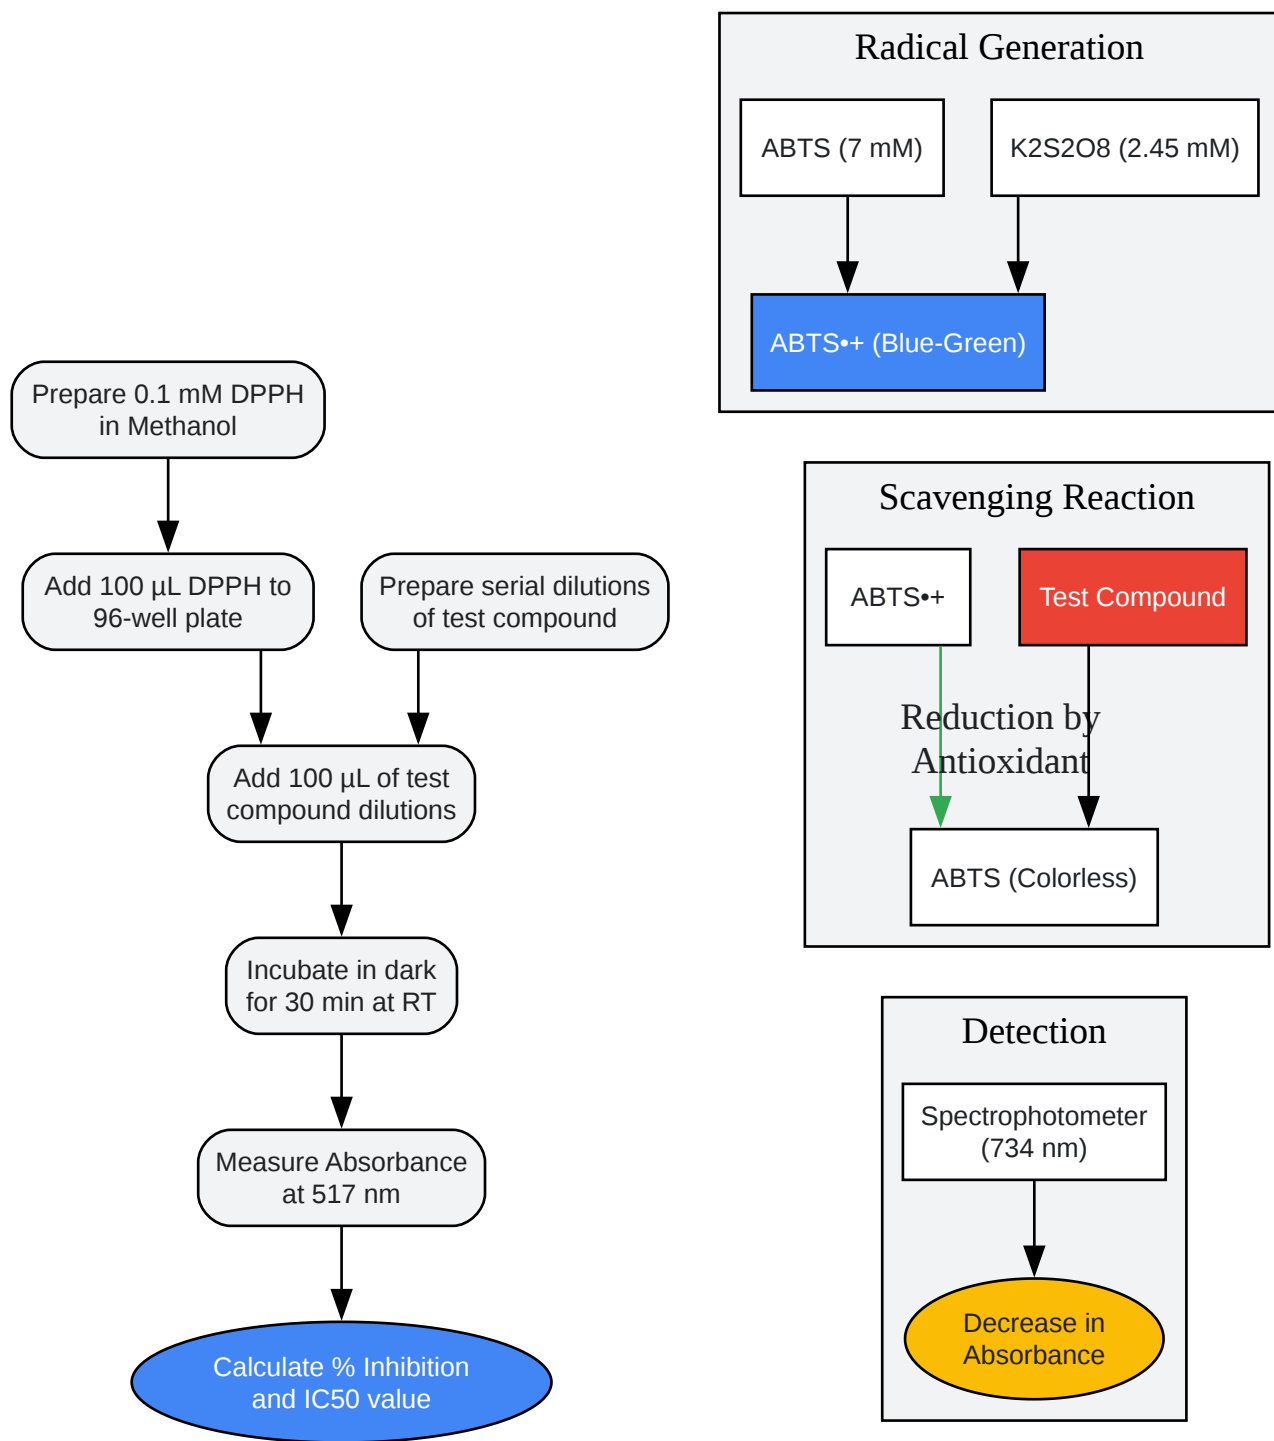 Prepare 0.1 mM DPPH
in Methanol
Add 100 µL DPPH to
96-well plate
Prepare serial dilutions
of test compound
Add 100 µL of test
compound dilutions
Incubate in dark
for 30 min at RT
Measure Absorbance
at 517 nm
Calculate % Inhibition
and IC50 value
Radical Generation
ABTS (7 mM)
K2S2O8 (2.45 mM)
ABTS•+ (Blue-Green)
Scavenging Reaction
ABTS•+
Test Compound
Reduction by
Antioxidant
ABTS (Colorless)
Detection
Spectrophotometer
(734 nm)
Decrease in
Absorbance